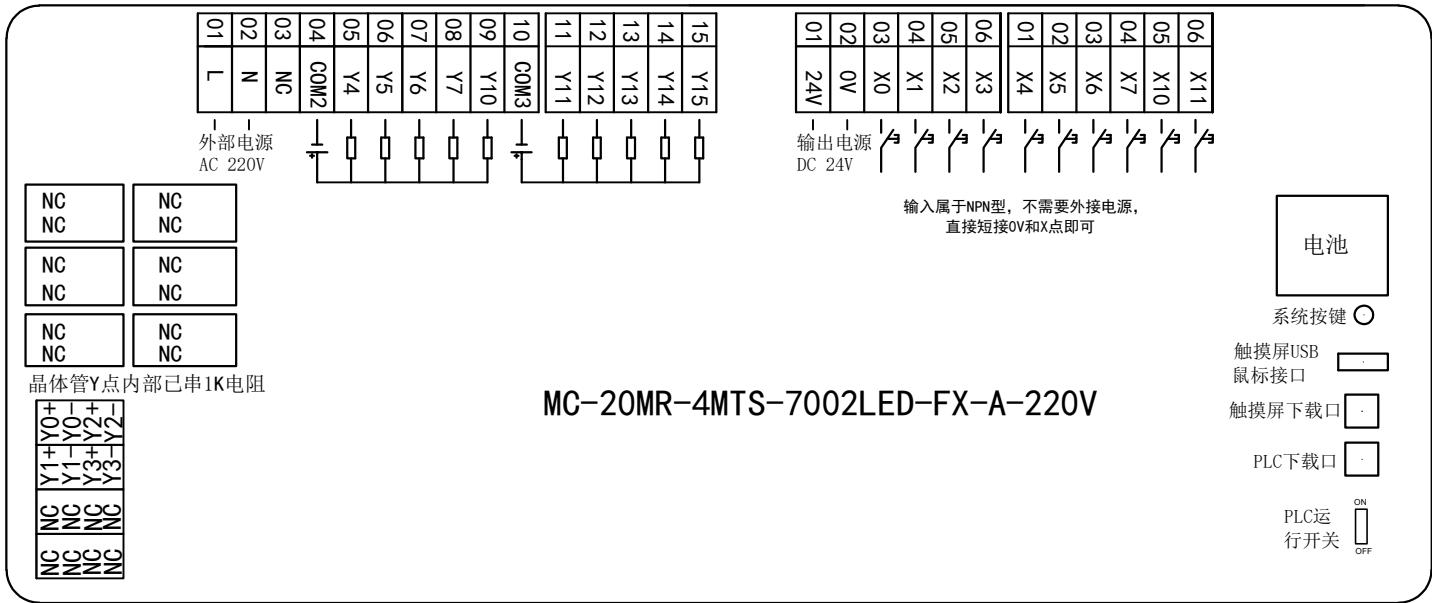 01 02 03 04 05 06 07 08 09 10 11 12 13 14 15
L N NC COM2 Y4 Y5 Y6 Y7 Y10 COM3 Y11 Y12 Y13 Y14 Y15
外部电源
AC 220V
01 02 03 04 05 06 01 02 03 04 05 06
24V 0V X0 X1 X2 X3 X4 X5 X6 X7 X10 X11
输出电源
DC 24V
输入属于NPN型，不需要外接电源，
直接短接0V和X点即可
NC NC
NC NC
NC NC
NC NC
NC NC
NC NC
晶体管Y点内部已串1K电阻
Y0+ Y0- Y2+ Y2-
Y1+ Y1- Y3+ Y3-
NC NC NC NC
NC NC NC NC
MC-20MR-4MTS-7002LED-FX-A-220V
电池
系统按键
触摸屏USB
鼠标接口
触摸屏下载口
PLC下载口
ON
PLC运
行开关
OFF